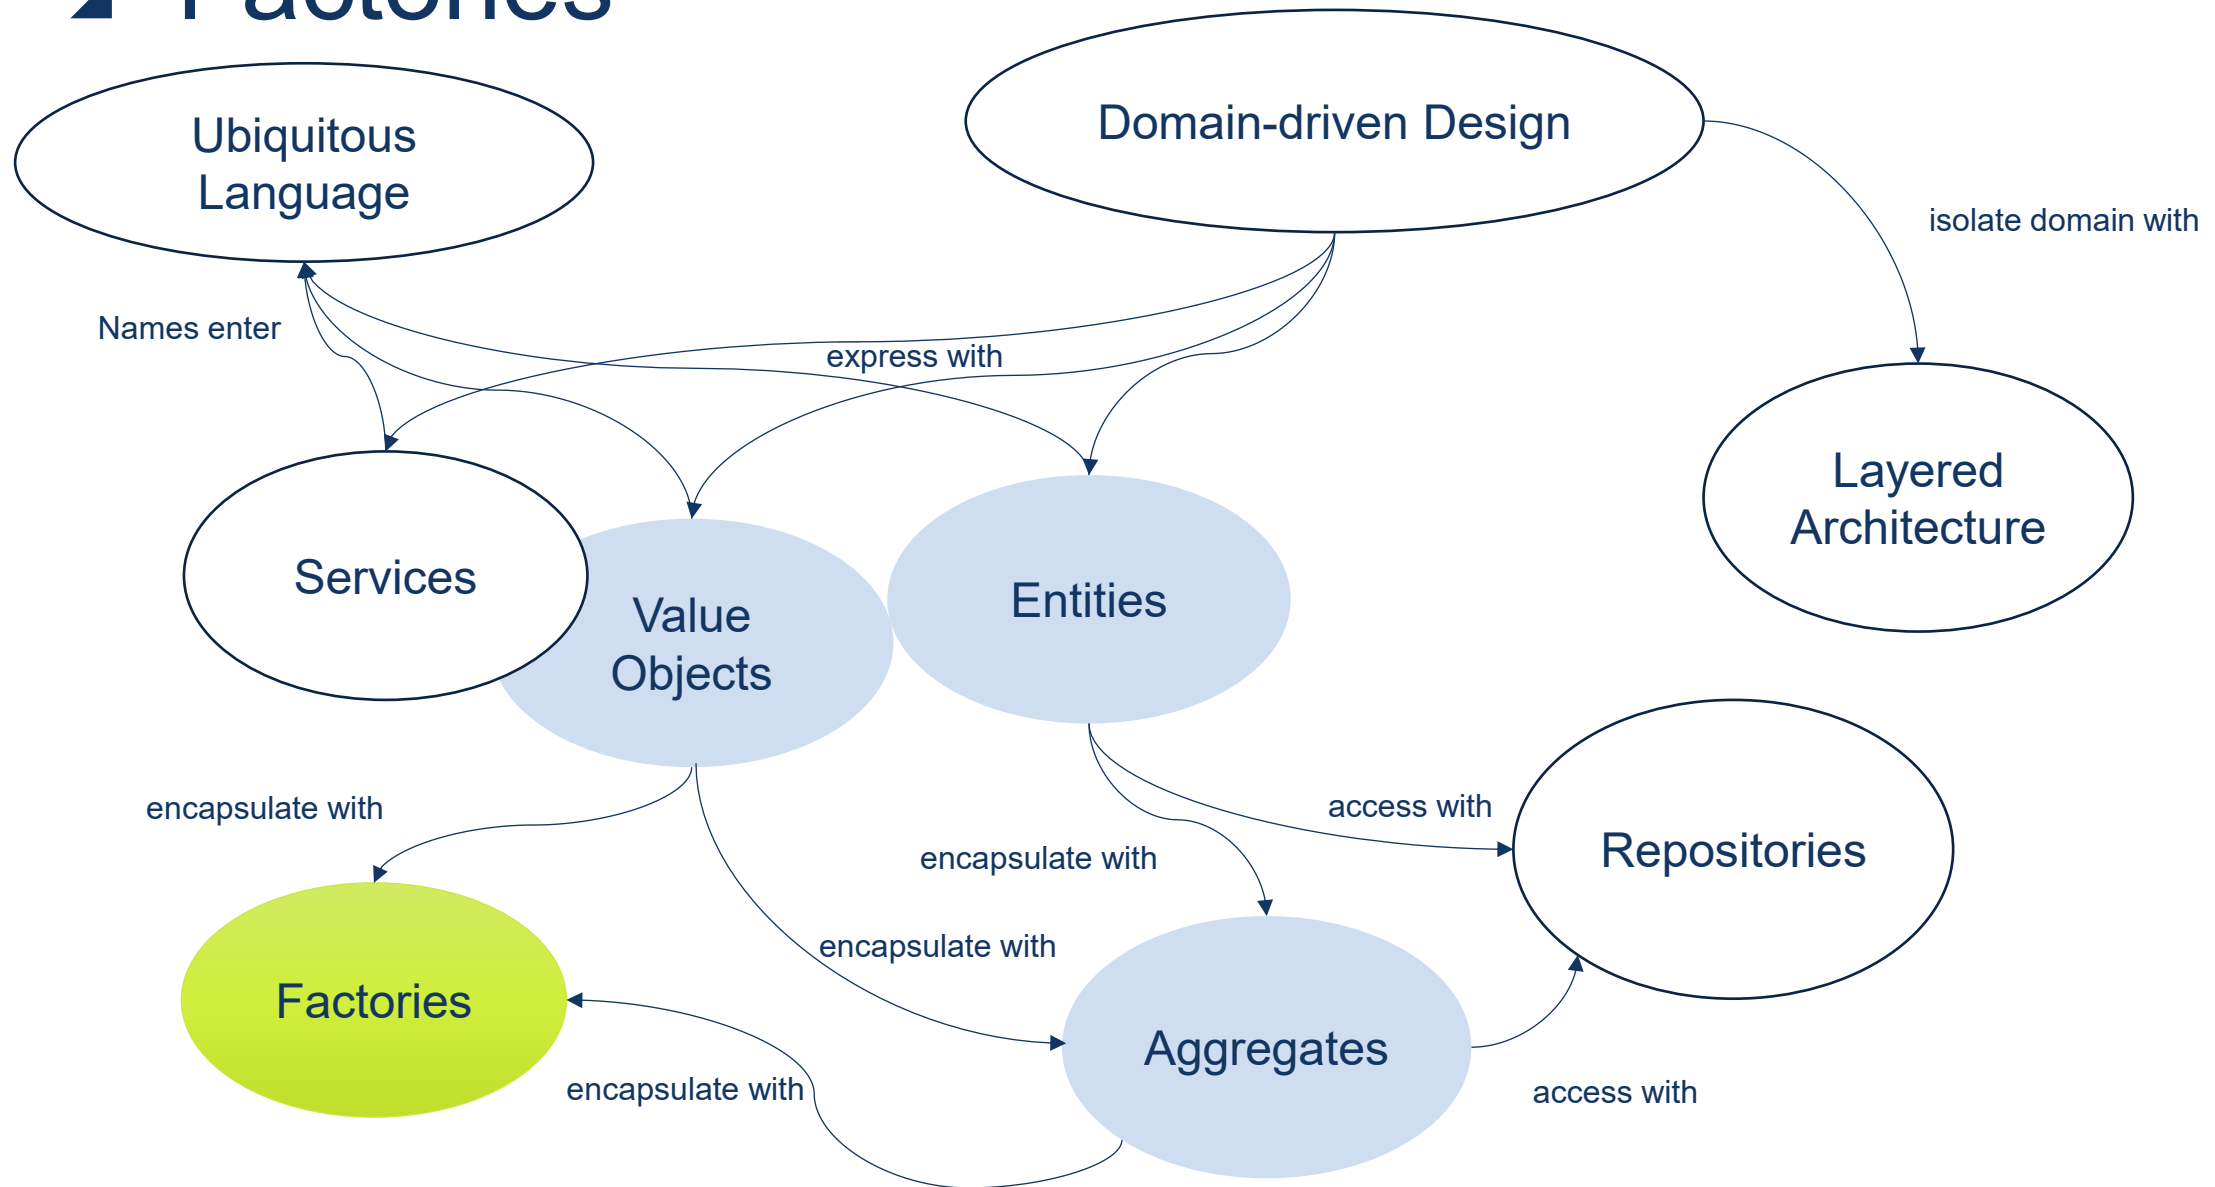 Factories
Domain-driven Design
Ubiquitous
Language
isolate domain with
Names enter
express with
Layered
Architecture
Services
Value
Objects
Entities
encapsulate with
access with
encapsulate with
Repositories
encapsulate with
Factories
Aggregates
encapsulate with
access with